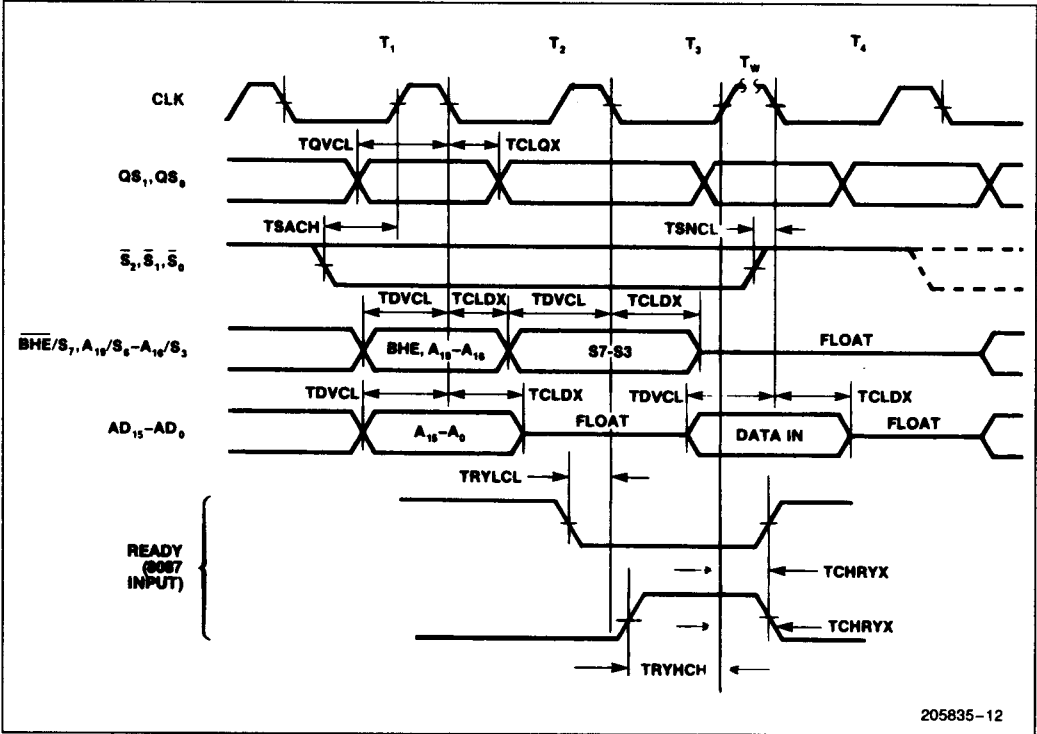 T₁ T₂ T₃ T₄
T_W
CLK
TQVCL TCLQX
QS₁, QS₀
TSACH TSNCL
S̅₂, S̅₁, S̅₀
TDVCL TCLDX TDVCL TCLDX
B̅H̅E̅/S₇, A₁₉/S₆–A₁₆/S₃ BHE, A₁₉–A₁₆ S7-S3 FLOAT
TDVCL TCLDX TDVCL TCLDX
AD₁₅–AD₀ A₁₅–A₀ FLOAT DATA IN FLOAT
TRYLCL
READY
(8087
INPUT)
TCHRYX
TCHRYX
TRYHCH
205835–12